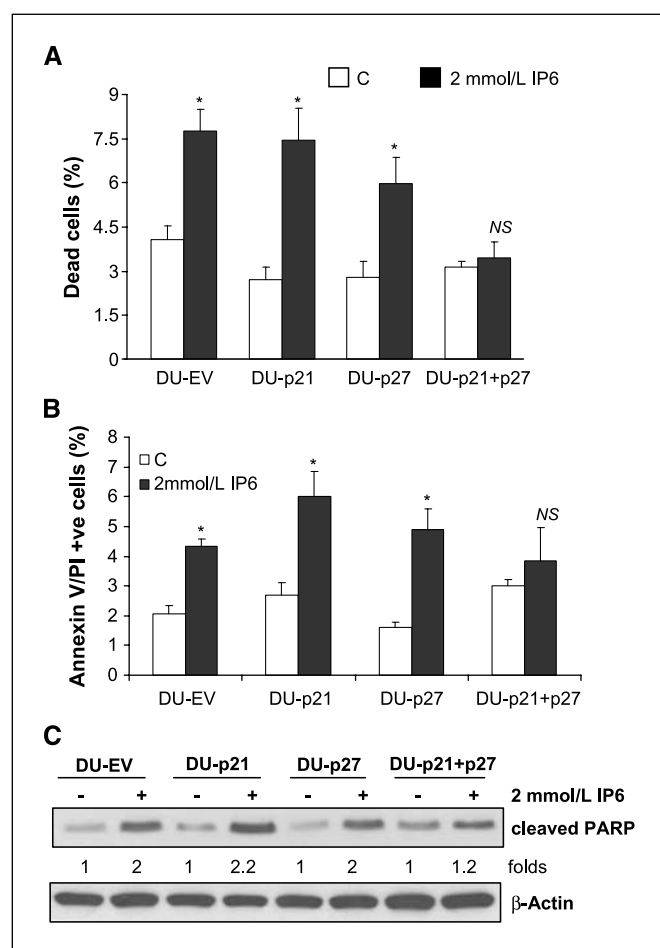 A
C
2 mmol/L IP6
Dead cells (%)
9
7.5
6
4.5
3
1.5
0
*
*
*
NS
DU-EV DU-p21 DU-p27 DU-p21+p27
B
C
2mmol/L IP6
Annexin V/PI +ve cells (%)
8
7
6
5
4
3
2
1
0
*
*
*
NS
DU-EV DU-p21 DU-p27 DU-p21+p27
C
DU-EV DU-p21 DU-p27 DU-p21+p27
- + - + - + - + 2 mmol/L IP6
cleaved PARP
1 2 1 2.2 1 2 1 1.2 folds
β-Actin